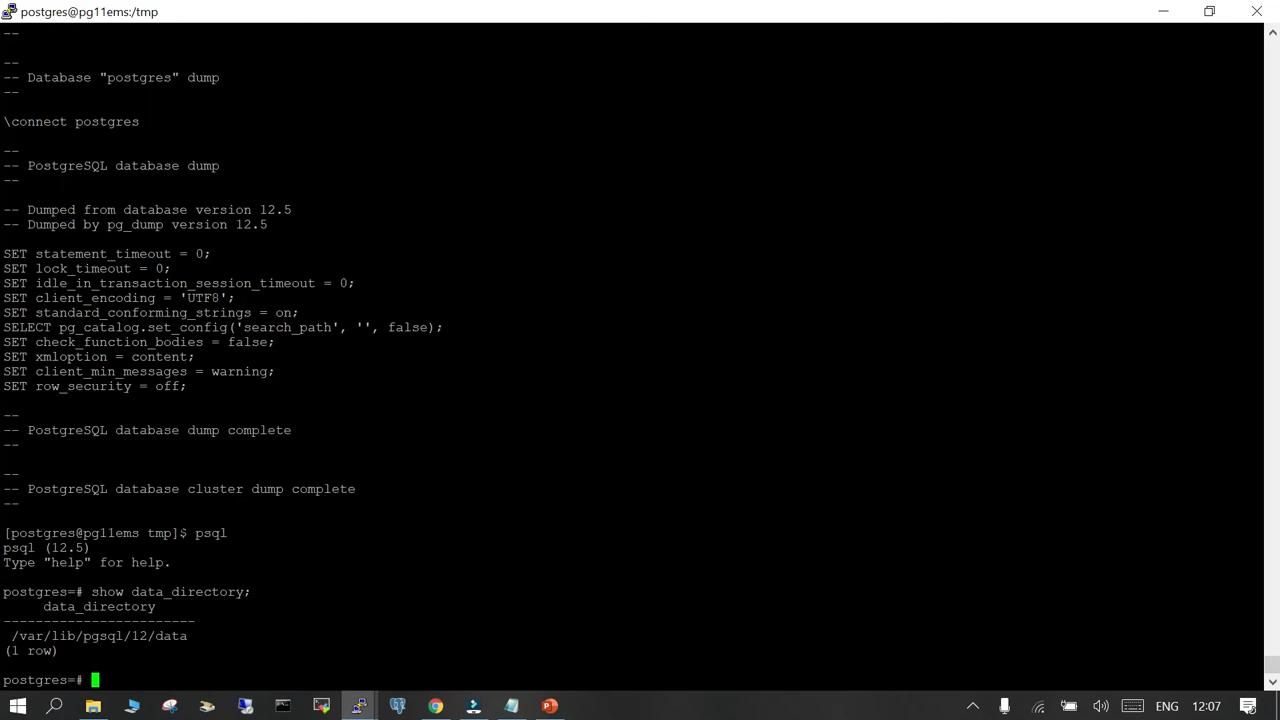 postgres@pg11ems:/tmp
--
--
-- Database "postgres" dump
--
\connect postgres
--
-- PostgreSQL database dump
--
-- Dumped from database version 12.5
-- Dumped by pg_dump version 12.5
SET statement_timeout = 0;
SET lock_timeout = 0;
SET idle_in_transaction_session_timeout = 0;
SET client_encoding = 'UTF8';
SET standard_conforming_strings = on;
SELECT pg_catalog.set_config('search_path', '', false);
SET check_function_bodies = false;
SET xmloption = content;
SET client_min_messages = warning;
SET row_security = off;
--
-- PostgreSQL database dump complete
--
--
-- PostgreSQL database cluster dump complete
--
[postgres@pg11ems tmp]$ psql
psql (12.5)
Type "help" for help.
postgres=# show data_directory;
data_directory
------------------------
/var/lib/pgsql/12/data
(1 row)
postgres=#
ENG 12:07